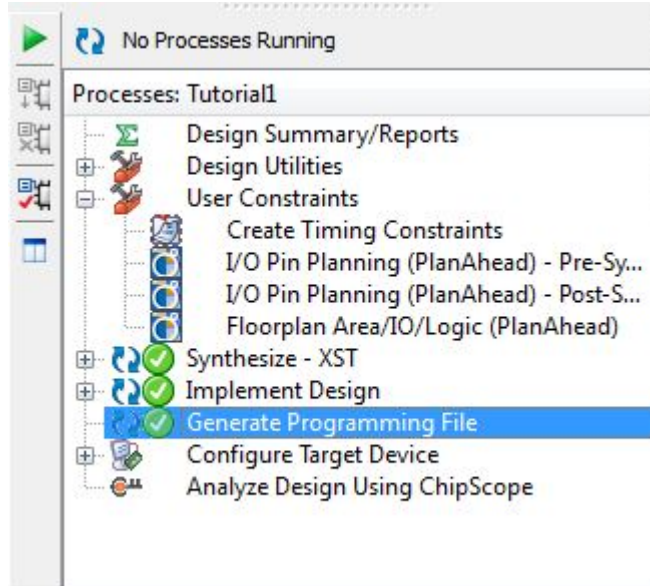 No Processes Running
Processes: Tutorial1
Design Summary/Reports
Design Utilities
User Constraints
Create Timing Constraints
I/O Pin Planning (PlanAhead) - Pre-Sy...
I/O Pin Planning (PlanAhead) - Post-S...
Floorplan Area/IO/Logic (PlanAhead)
Synthesize - XST
Implement Design
Generate Programming File
Configure Target Device
Analyze Design Using ChipScope